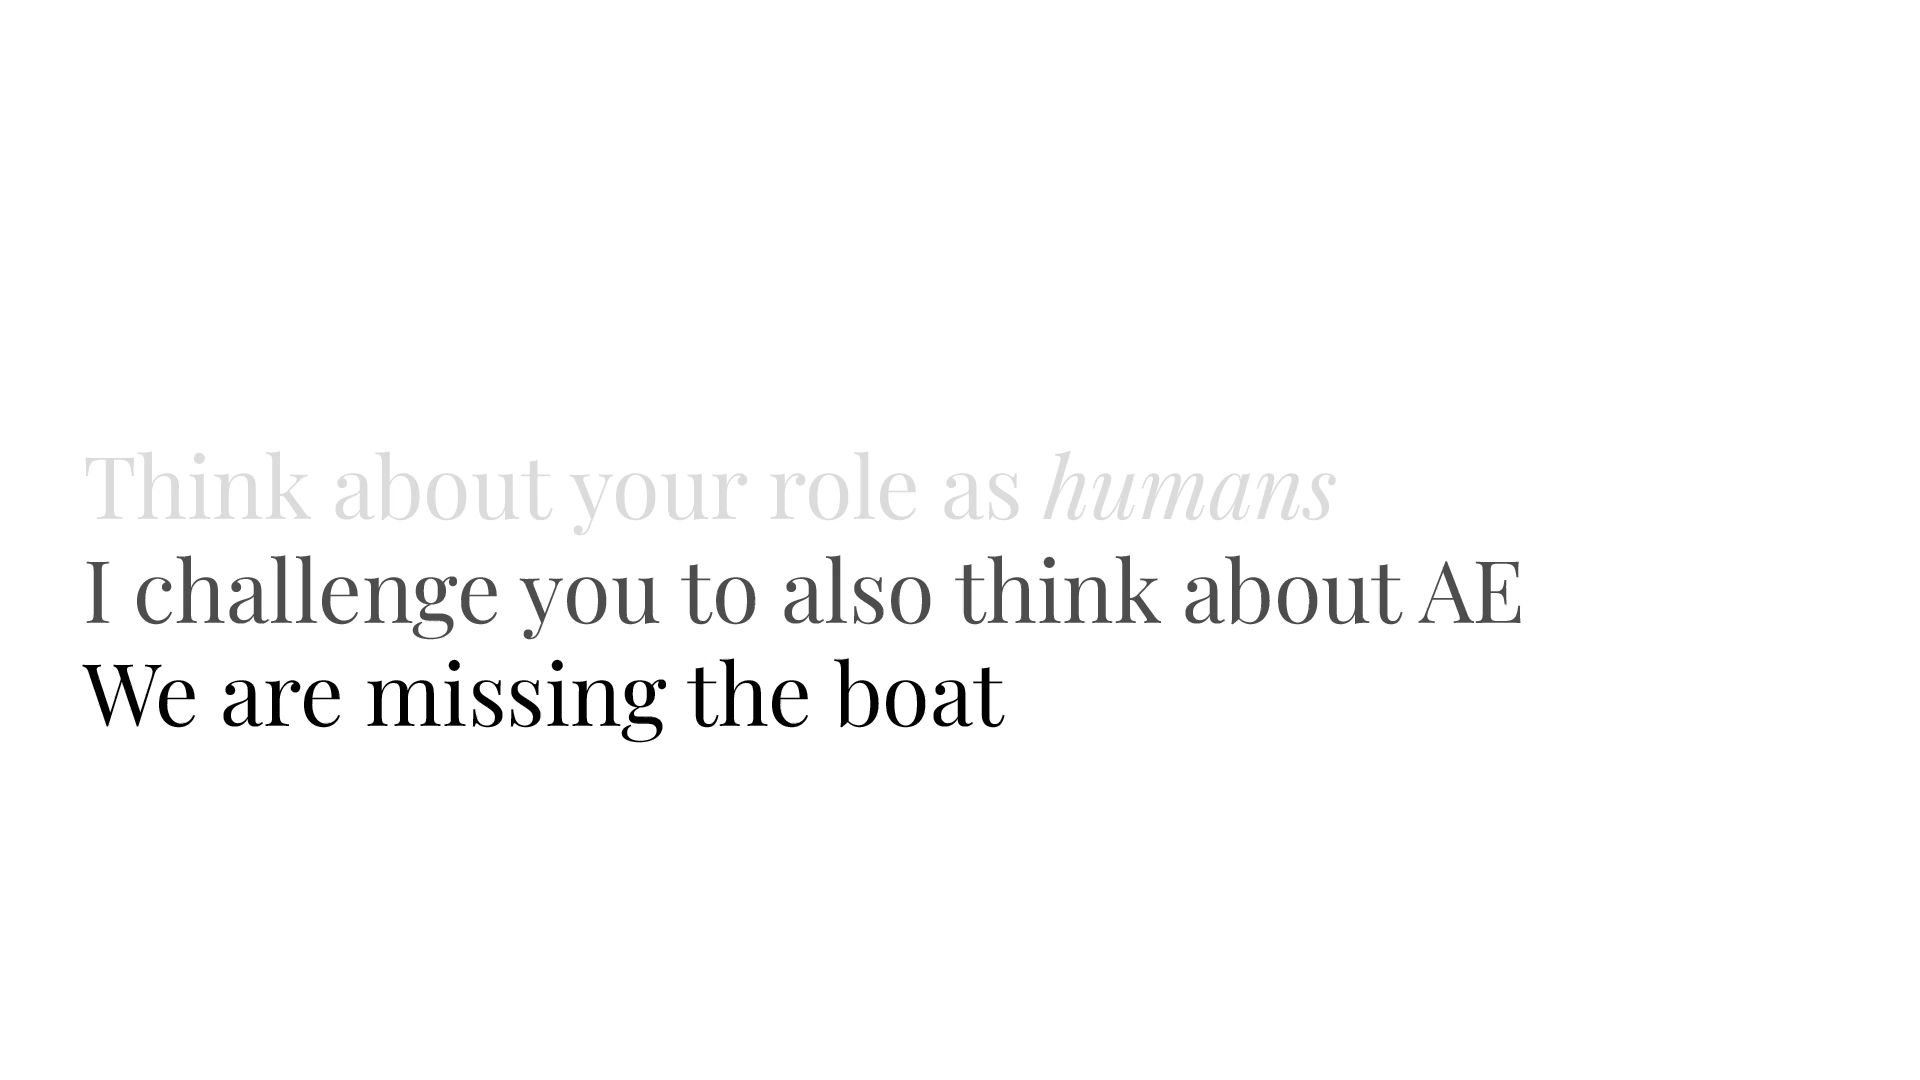 Think about your role as humans
I challenge you to also think about AE
We are missing the boat